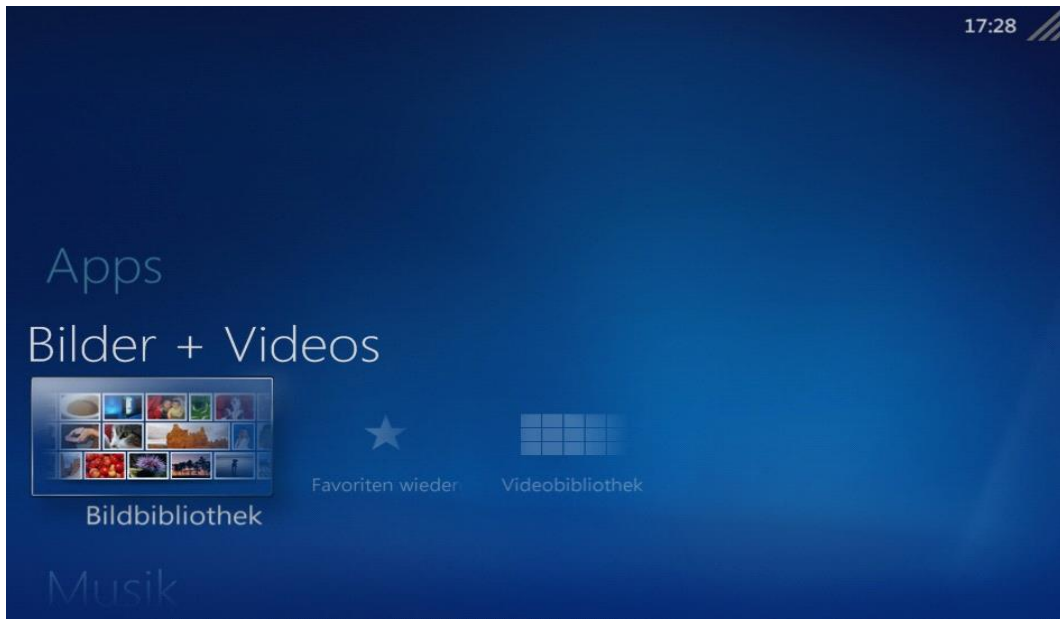 17:28
Apps
Bilder + Videos
Favoriten wieder
Videobibliothek
Bildbibliothek
Musik